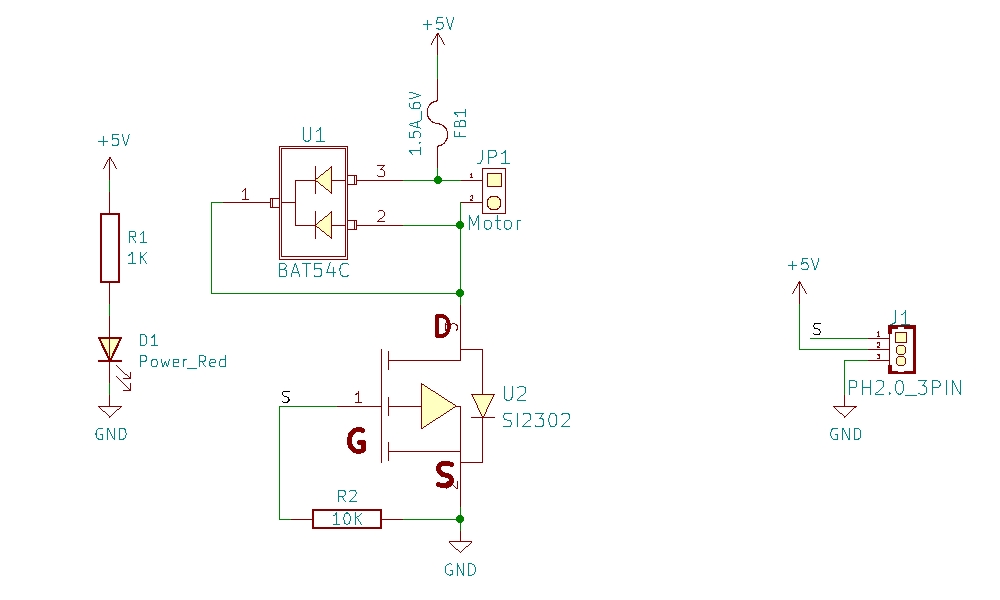 +5V
1.5A_6V
FB1
U1
+5V
JP1
3
1
1
2
2
Motor
R1
1K
BAT54C
+5V
D
3
J1
S
1
2
3
D1
Power_Red
PH2.0_3PIN
S
1
U2
SI2302
G
GND
GND
S
2
R2
10K
GND